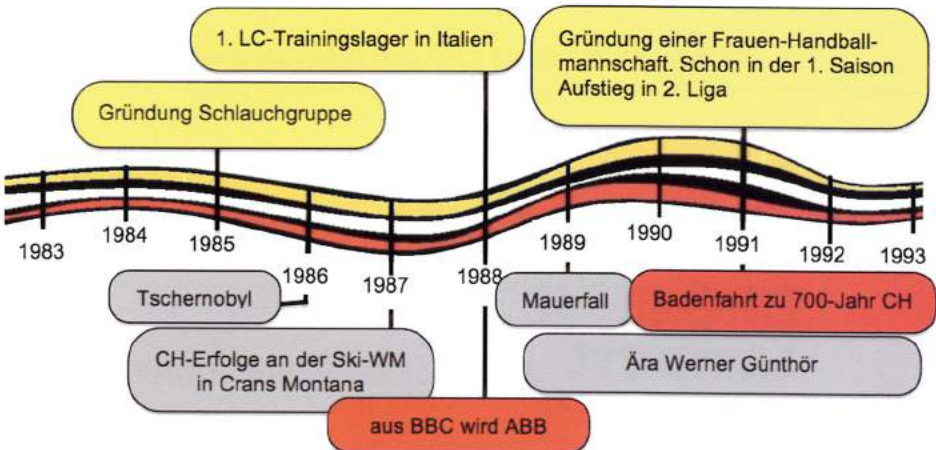 1. LC-Trainingslager in Italien
Gründung einer Frauen-Handball-
mannschaft. Schon in der 1. Saison
Aufstieg in 2. Liga
Gründung Schlauchgruppe
1983
1984
1985
1986
1987
1988
1989
1990
1991
1992
1993
Tschernobyl
Mauerfall
Badenfahrt zu 700-Jahr CH
CH-Erfolge an der Ski-WM
in Crans Montana
Ära Werner Günthör
aus BBC wird ABB